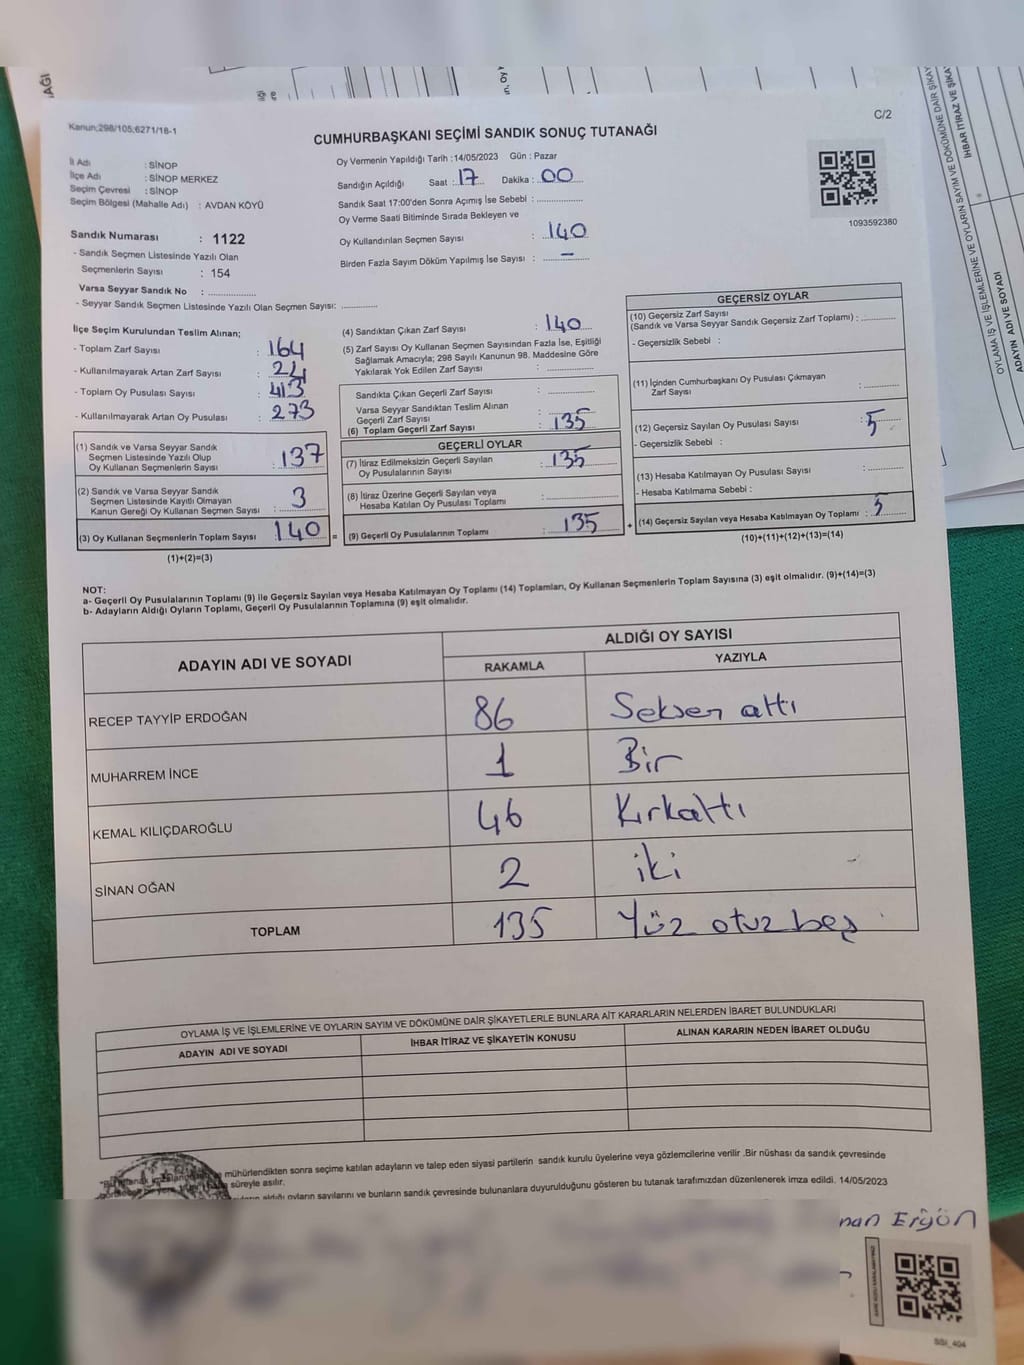 Kanun;298/105;6271/18-1
C/2
CUMHURBAŞKANI SEÇİMİ SANDIK SONUÇ TUTANAĞI
İl Adı : SİNOP
İlçe Adı : SİNOP MERKEZ
Seçim Çevresi : SİNOP
Seçim Bölgesi (Mahalle Adı) : AVDAN KÖYÜ
Sandık Numarası : 1122
- Sandık Seçmen Listesinde Yazılı Olan
Seçmenlerin Sayısı : 154
Varsa Seyyar Sandık No : ................
- Seyyar Sandık Seçmen Listesinde Yazılı Olan Seçmen Sayısı: ............
Oy Vermenin Yapıldığı Tarih :14/05/2023 Gün : Pazar
Sandığın Açıldığı Saat : 17 Dakika : 00
Sandık Saat 17:00'den Sonra Açımış İse Sebebi : ................
Oy Verme Saati Bitiminde Sırada Bekleyen ve
Oy Kullandırılan Seçmen Sayısı : 140
Birden Fazla Sayım Döküm Yapılmış İse Sayısı : –
1093592380
İlçe Seçim Kurulundan Teslim Alınan;
- Toplam Zarf Sayısı : 164
- Kullanılmayarak Artan Zarf Sayısı : 24
- Toplam Oy Pusulası Sayısı : 413
- Kullanılmayarak Artan Oy Pusulası : 273
(1) Sandık ve Varsa Seyyar Sandık
Seçmen Listesinde Yazılı Olup
Oy Kullanan Seçmenlerin Sayısı : 137
(2) Sandık ve Varsa Seyyar Sandık
Seçmen Listesinde Kayıtlı Olmayan
Kanun Gereği Oy Kullanan Seçmen Sayısı : 3
(3) Oy Kullanan Seçmenlerin Toplam Sayısı 140 =
(1)+(2)=(3)
(4) Sandıktan Çıkan Zarf Sayısı : 140
(5) Zarf Sayısı Oy Kullanan Seçmen Sayısından Fazla İse, Eşitliği
Sağlamak Amacıyla; 298 Sayılı Kanunun 98. Maddesine Göre
Yakılarak Yok Edilen Zarf Sayısı : ................
Sandıkta Çıkan Geçerli Zarf Sayısı : ................
Varsa Seyyar Sandıktan Teslim Alınan
Geçerli Zarf Sayısı : ................
(6) Toplam Geçerli Zarf Sayısı : 135
GEÇERLİ OYLAR
(7) İtiraz Edilmeksizin Geçerli Sayılan
Oy Pusulalarının Sayısı : 135
(8) İtiraz Üzerine Geçerli Sayılan veya
Hesaba Katılan Oy Pusulası Toplamı : ................
(9) Geçerli Oy Pusulalarının Toplamı : 135 +
GEÇERSİZ OYLAR
(10) Geçersiz Zarf Sayısı
(Sandık ve Varsa Seyyar Sandık Geçersiz Zarf Toplamı) : ............
- Geçersizlik Sebebi :
(11) İçinden Cumhurbaşkanı Oy Pusulası Çıkmayan
Zarf Sayısı : ............
(12) Geçersiz Sayılan Oy Pusulası Sayısı : 5
- Geçersizlik Sebebi :
(13) Hesaba Katılmayan Oy Pusulası Sayısı : ............
- Hesaba Katılmama Sebebi :
(14) Geçersiz Sayılan veya Hesaba Katılmayan Oy Toplamı : 5
(10)+(11)+(12)+(13)=(14)
NOT:
a- Geçerli Oy Pusulalarının Toplamı (9) ile Geçersiz Sayılan veya Hesaba Katılmayan Oy Toplamı (14) Toplamları, Oy Kullanan Seçmenlerin Toplam Sayısına (3) eşit olmalıdır. (9)+(14)=(3)
b- Adayların Aldığı Oyların Toplamı, Geçerli Oy Pusulalarının Toplamına (9) eşit olmalıdır.
ADAYIN ADI VE SOYADI
ALDIĞI OY SAYISI
RAKAMLA YAZIYLA
RECEP TAYYİP ERDOĞAN 86 Seksen altı
MUHARREM İNCE 1 Bir
KEMAL KILIÇDAROĞLU 46 Kırkaltı
SİNAN OĞAN 2 iki
TOPLAM 135 Yüz otuz beş
OYLAMA İŞ VE İŞLEMLERİNE VE OYLARIN SAYIM VE DÖKÜMÜNE DAİR ŞİKAYETLERLE BUNLARA AİT KARARLARIN NELERDEN İBARET BULUNDUKLARI
ADAYIN ADI VE SOYADI İHBAR İTİRAZ VE ŞİKAYETİN KONUSU ALINAN KARARIN NEDEN İBARET OLDUĞU
mühürlendikten sonra seçime katılan adayların ve talep eden siyasi partilerin sandık kurulu üyelerine veya gözlemcilerine verilir .Bir nüshası da sandık çevresinde
süreyle asılır.
aldığı oyların sayılarını ve bunların sandık çevresinde bulunanlara duyurulduğunu gösteren bu tutanak tarafımızdan düzenlenerek imza edildi. 14/05/2023
nan Ergön
SSI_404
OYLAMA İŞ VE İŞLEMLERİNE VE OYLARIN SAYIM VE DÖKÜMÜNE DAİR ŞİKAY
ADAYIN ADI VE SOYADI
İHBAR İTİRAZ VE ŞİKA